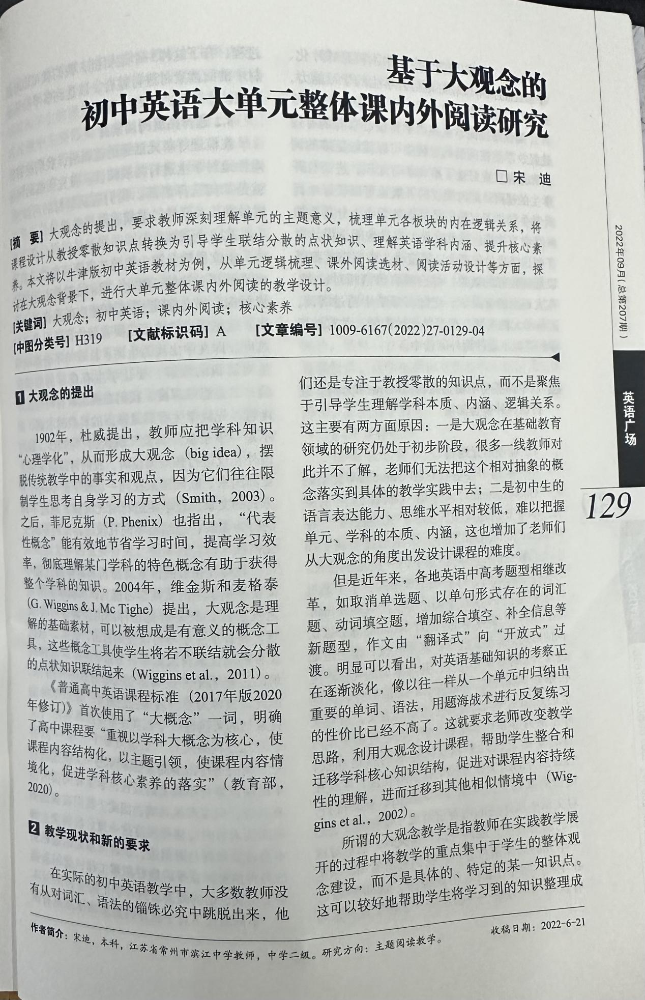 基于大观念的
初中英语大单元整体课内外阅读研究
□宋 迪
[摘 要] 大观念的提出，要求教师深刻理解单元的主题意义，梳理单元各板块的内在逻辑关系，将
课程设计从教授零散知识点转换为引导学生联结分散的点状知识、理解英语学科内涵、提升核心素
养。本文将以牛津版初中英语教材为例，从单元逻辑梳理、课外阅读选材、阅读活动设计等方面，探
讨在大观念背景下，进行大单元整体课内外阅读的教学设计。
[关键词] 大观念；初中英语；课内外阅读；核心素养
[中图分类号] H319 [文献标识码] A [文章编号] 1009-6167(2022)27-0129-04
1 大观念的提出
1902年，杜威提出，教师应把学科知识
“心理学化”，从而形成大观念（big idea），摆
脱传统教学中的事实和观点，因为它们往往限
制学生思考自身学习的方式（Smith，2003）。
之后，菲尼克斯（P. Phenix）也指出，“代表
性概念”能有效地节省学习时间，提高学习效
率，彻底理解某门学科的特色概念有助于获得
整个学科的知识。2004年，维金斯和麦格泰
（G. Wiggins & J. Mc Tighe）提出，大观念是理
解的基础素材，可以被想成是有意义的概念工
具，这些概念工具使学生将若不联结就会分散
的点状知识联结起来（Wiggins et al.，2011）。
《普通高中英语课程标准（2017年版2020
年修订）》首次使用了“大概念”一词，明确
了高中课程要“重视以学科大概念为核心，使
课程内容结构化，以主题引领，使课程内容情
境化，促进学科核心素养的落实”（教育部，
2020）。
2 教学现状和新的要求
在实际的初中英语教学中，大多数教师没
有从对词汇、语法的锱铢必究中跳脱出来，他
们还是专注于教授零散的知识点，而不是聚焦
于引导学生理解学科本质、内涵、逻辑关系。
这主要有两方面原因：一是大观念在基础教育
领域的研究仍处于初步阶段，很多一线教师对
此并不了解，老师们无法把这个相对抽象的概
念落实到具体的教学实践中去；二是初中生的
语言表达能力、思维水平相对较低，难以把握
单元、学科的本质、内涵，这也增加了老师们
从大观念的角度出发设计课程的难度。
但是近年来，各地英语中高考题型相继改
革，如取消单选题、以单句形式存在的词汇
题、动词填空题，增加综合填空、补全信息等
新题型，作文由“翻译式”向“开放式”过
渡。明显可以看出，对英语基础知识的考察正
在逐渐淡化，像以往一样从一个单元中归纳出
重要的单词、语法，用题海战术进行反复练习
的性价比已经不高了。这就要求老师改变教学
思路，利用大观念设计课程，帮助学生整合和
迁移学科核心知识结构，促进对课程内容持续
性的理解，进而迁移到其他相似情境中（Wig-
gins et al.，2002）。
所谓的大观念教学是指教师在实践教学展
开的过程中将教学的重点集中于学生的整体观
念建设，而不是具体的、特定的某一知识点。
这可以较好地帮助学生将学习到的知识整理成
作者简介：宋迪，本科，江苏省常州市滨江中学教师，中学二级。研究方向：主题阅读教学。
收稿日期：2022-6-21
2022年09月（总第207期）
英语广场
129